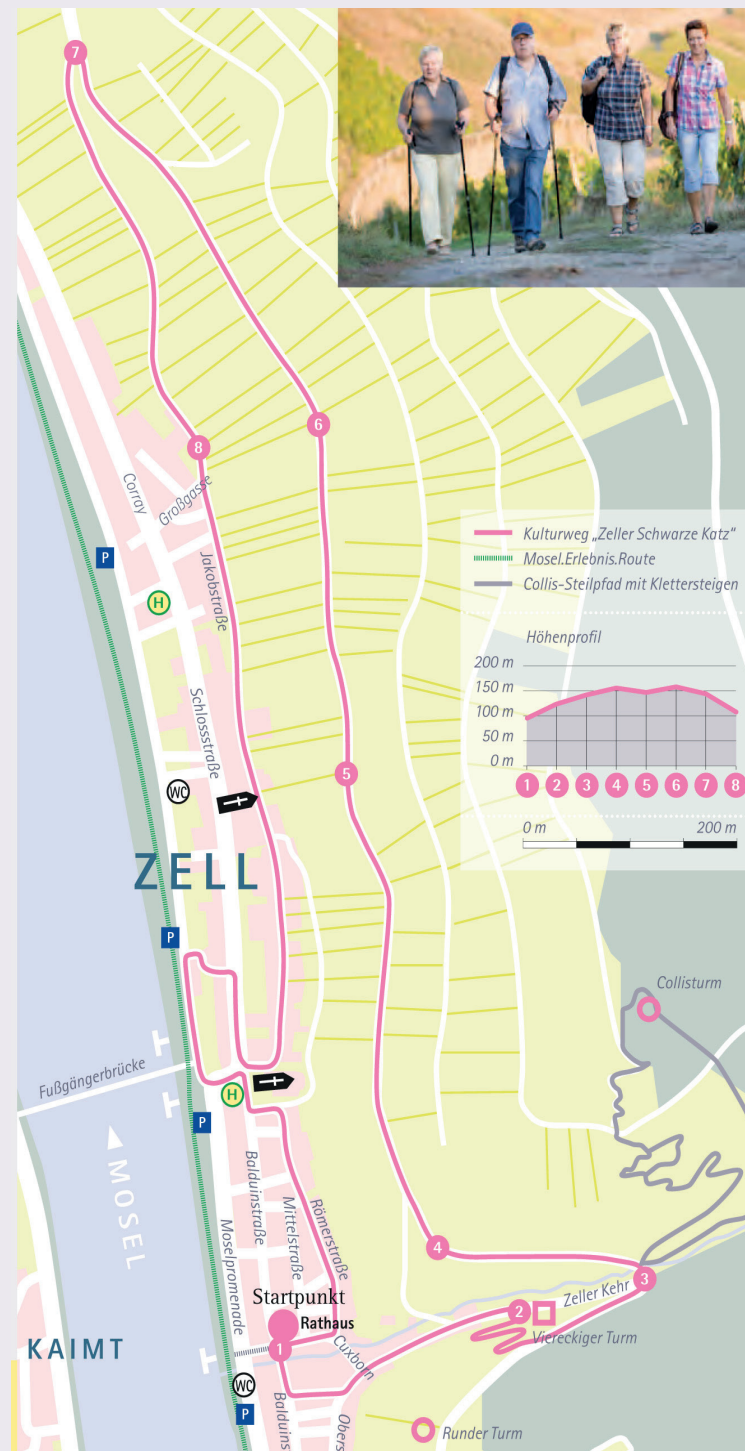 7
6
8
Corray
Großgasse
P
Jakobstraße
H
Kulturweg „Zeller Schwarze Katz“
Mosel.Erlebnis.Route
Collis-Steilpfad mit Klettersteigen
Höhenprofil
200 m
150 m
100 m
50 m
0 m
1 2 3 4 5 6 7 8
0 m 200 m
Schlossstraße
5
WC
ZELL
P
Collisturm
Fußgängerbrücke
H
P
MOSEL
Balduinstraße
Mittelstraße
Römerstraße
Moselpromenade
4
3
Zeller Kehr
2
Viereckiger Turm
Startpunkt
Rathaus
1
Cuxborn
KAIMT
WC
P
Balduins
Obers
Runder Turm